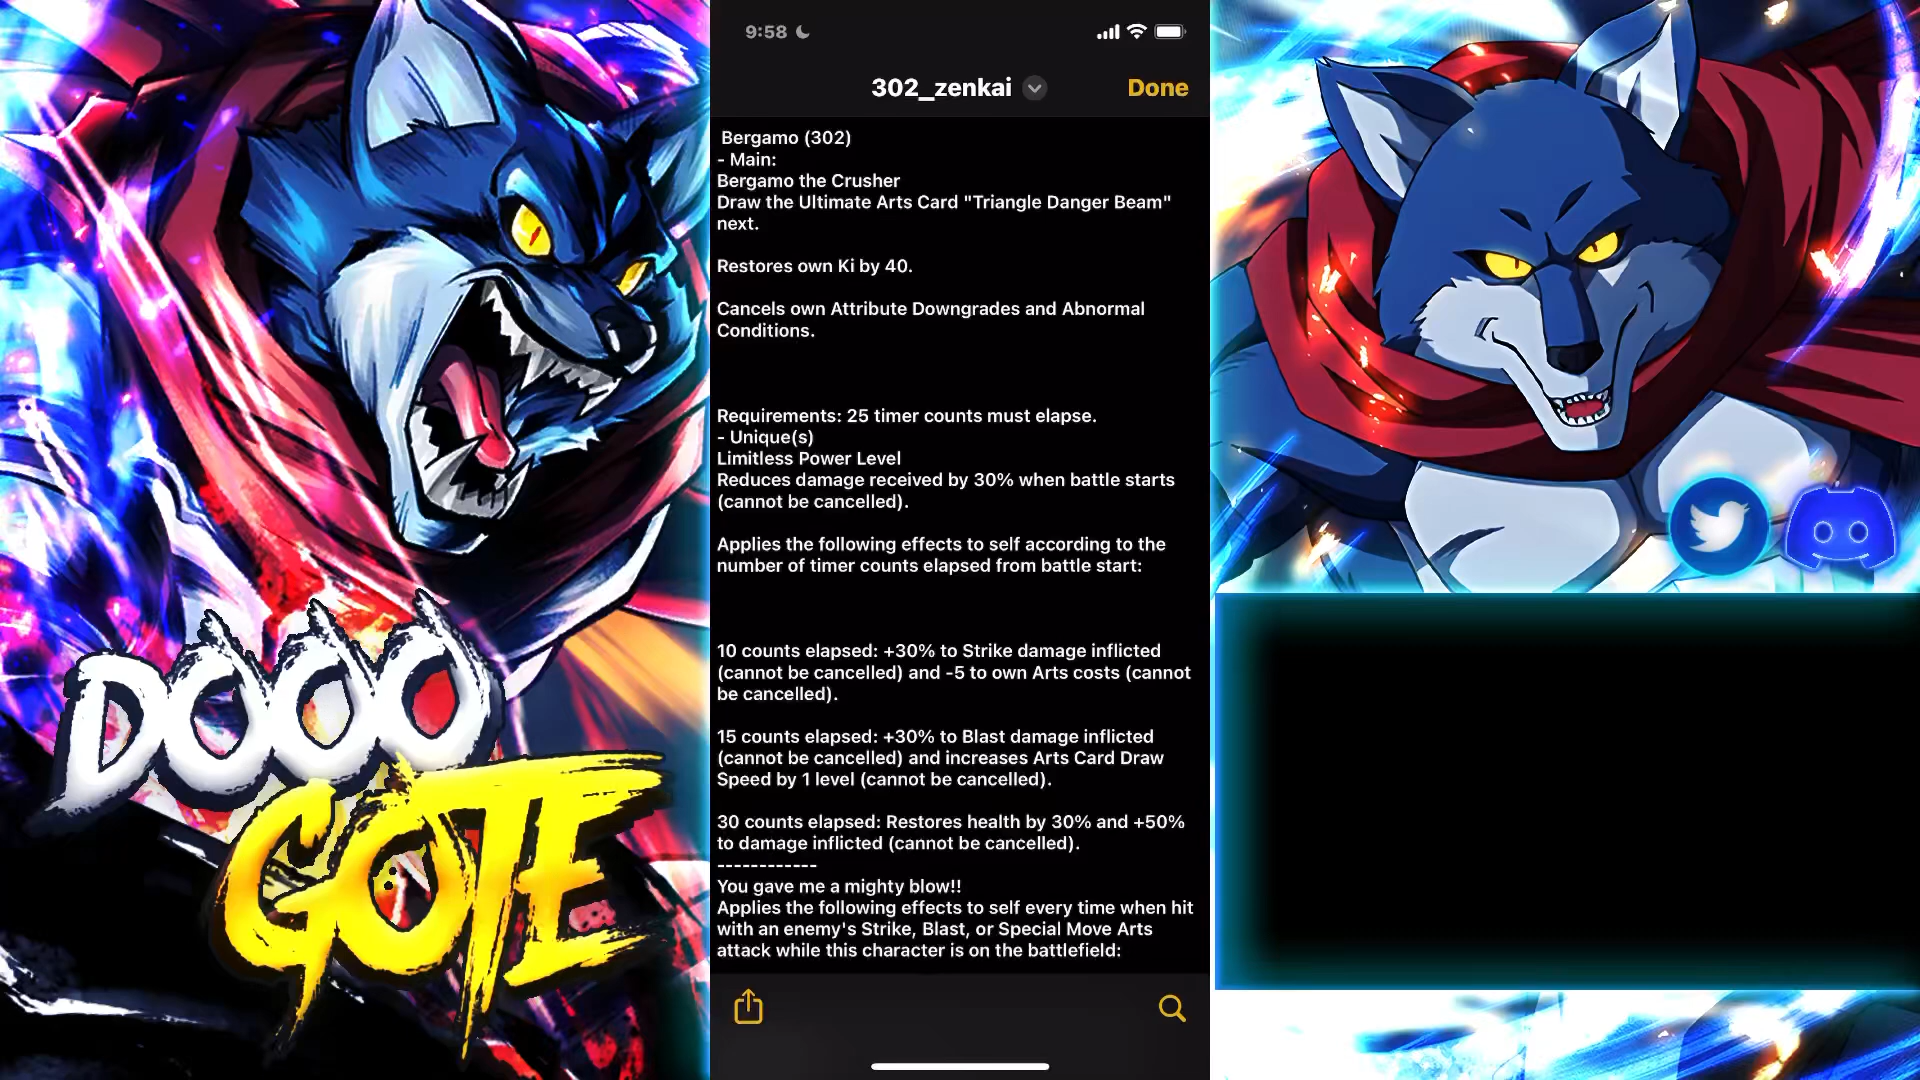 9:58
302_zenkai
Done
Bergamo (302)
- Main:
Bergamo the Crusher
Draw the Ultimate Arts Card "Triangle Danger Beam"
next.
Restores own Ki by 40.
Cancels own Attribute Downgrades and Abnormal
Conditions.
Requirements: 25 timer counts must elapse.
- Unique(s)
Limitless Power Level
Reduces damage received by 30% when battle starts
(cannot be cancelled).
Applies the following effects to self according to the
number of timer counts elapsed from battle start:
10 counts elapsed: +30% to Strike damage inflicted
(cannot be cancelled) and -5 to own Arts costs (cannot
be cancelled).
15 counts elapsed: +30% to Blast damage inflicted
(cannot be cancelled) and increases Arts Card Draw
Speed by 1 level (cannot be cancelled).
30 counts elapsed: Restores health by 30% and +50%
to damage inflicted (cannot be cancelled).
------------
You gave me a mighty blow!!
Applies the following effects to self every time when hit
with an enemy's Strike, Blast, or Special Move Arts
attack while this character is on the battlefield:
DOOO
GOTE